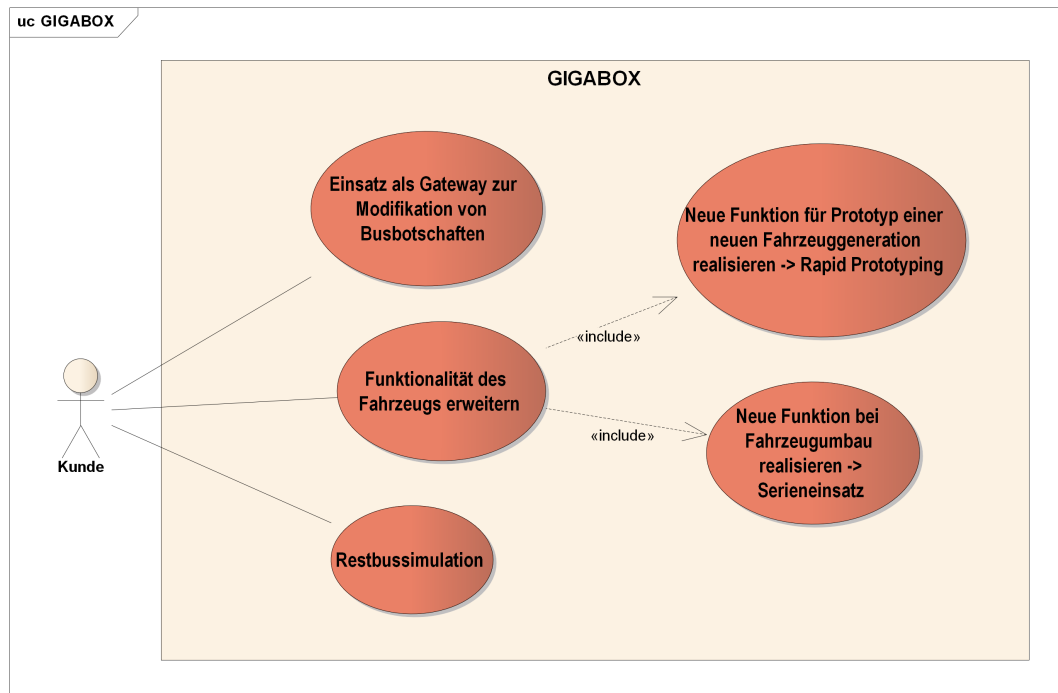 uc GIGABOX
GIGABOX
Einsatz als Gateway zur
Modifikation von
Busbotschaften
Neue Funktion für Prototyp einer
neuen Fahrzeuggeneration
realisieren -> Rapid Prototyping
«include»
Funktionalität des
Fahrzeugs erweitern
«include»
Neue Funktion bei
Fahrzeugumbau
realisieren ->
Serieneinsatz
Kunde
Restbussimulation